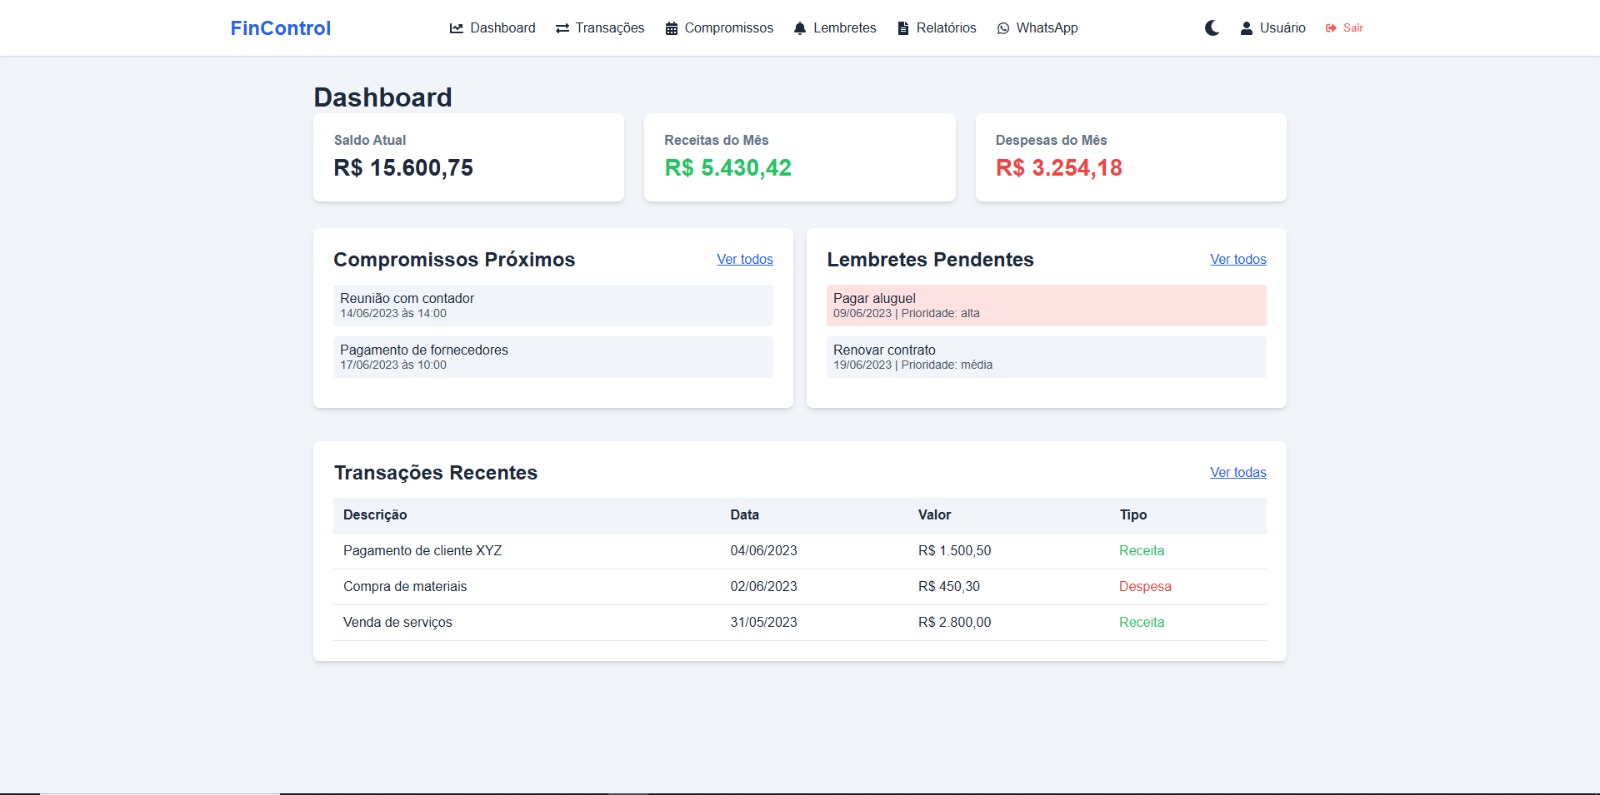 FinControl Dashboard Transações Compromissos Lembretes Relatórios WhatsApp Usuário Sair
Dashboard
Saldo Atual
R$ 15.600,75
Receitas do Mês
R$ 5.430,42
Despesas do Mês
R$ 3.254,18
Compromissos Próximos Ver todos
Reunião com contador
14/06/2023 às 14:00
Pagamento de fornecedores
17/06/2023 às 10:00
Lembretes Pendentes Ver todos
Pagar aluguel
09/06/2023 | Prioridade: alta
Renovar contrato
19/06/2023 | Prioridade: média
Transações Recentes Ver todas
Descrição Data Valor Tipo
Pagamento de cliente XYZ 04/06/2023 R$ 1.500,50 Receita
Compra de materiais 02/06/2023 R$ 450,30 Despesa
Venda de serviços 31/05/2023 R$ 2.800,00 Receita